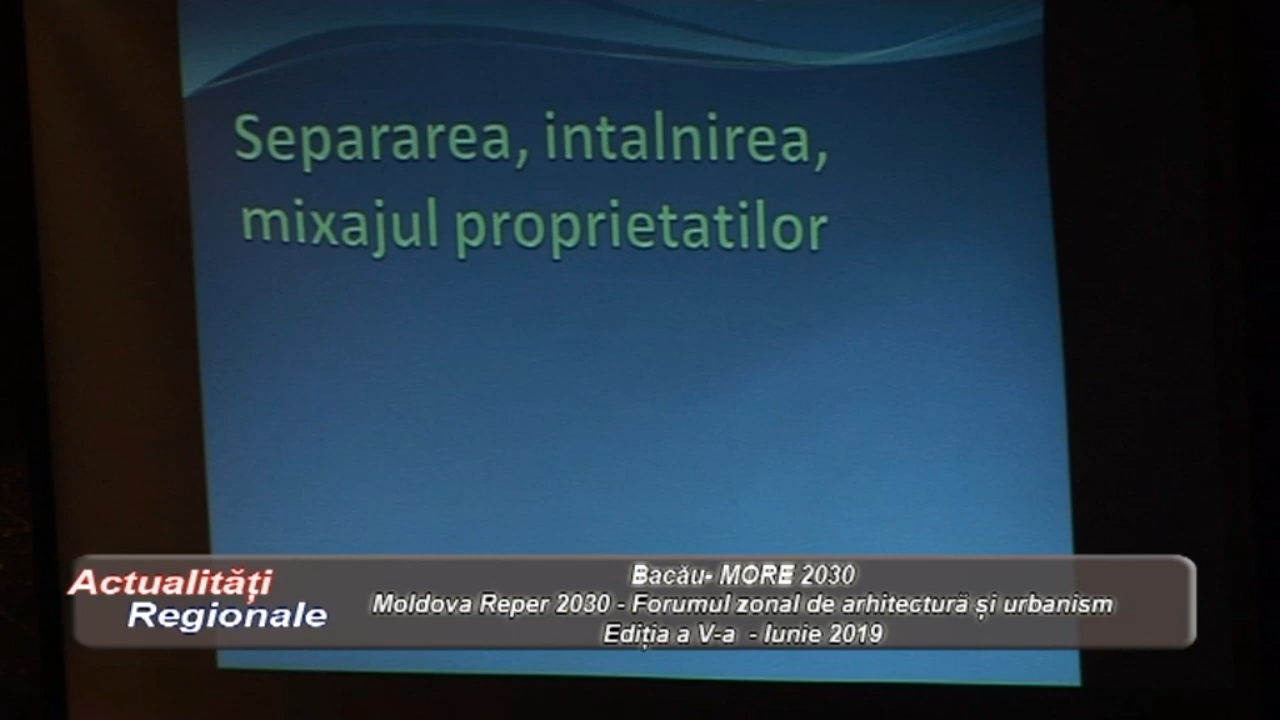 Separarea, intalnirea,
mixajul proprietatilor
Actualități
Regionale
Bacău- MORE 2030
Moldova Reper 2030 - Forumul zonal de arhitectură și urbanism
Ediția a V-a - Iunie 2019